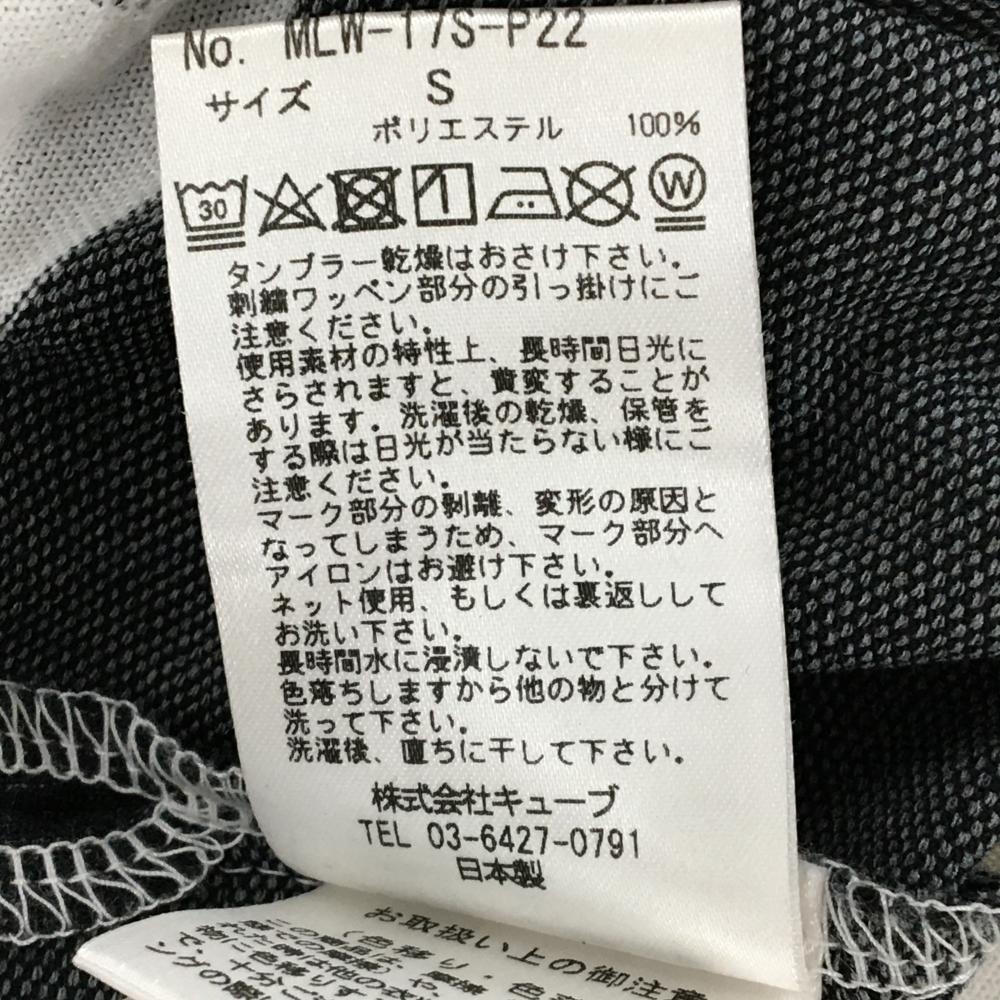 No. MLW-17S-P22
サイズ S
ポリエステル 100%
30 W
タンブラー乾燥はおさけ下さい。
刺繍ワッペン部分の引っ掛けにご
注意ください。
使用素材の特性上、長時間日光に
さらされますと、黄変することが
あります。洗濯後の乾燥、保管を
する際は日光が当たらない様にご
注意ください。
マーク部分の剥離、変形の原因と
なってしまうため、マーク部分へ
アイロンはお避け下さい。
ネット使用、もしくは裏返しして
お洗い下さい。
長時間水に浸漬しないで下さい。
色落ちしますから他の物と分けて
洗って下さい。
洗濯後、直ちに干して下さい。
株式会社キューブ
TEL 03-6427-0791
日本製
お取扱い上の御注意